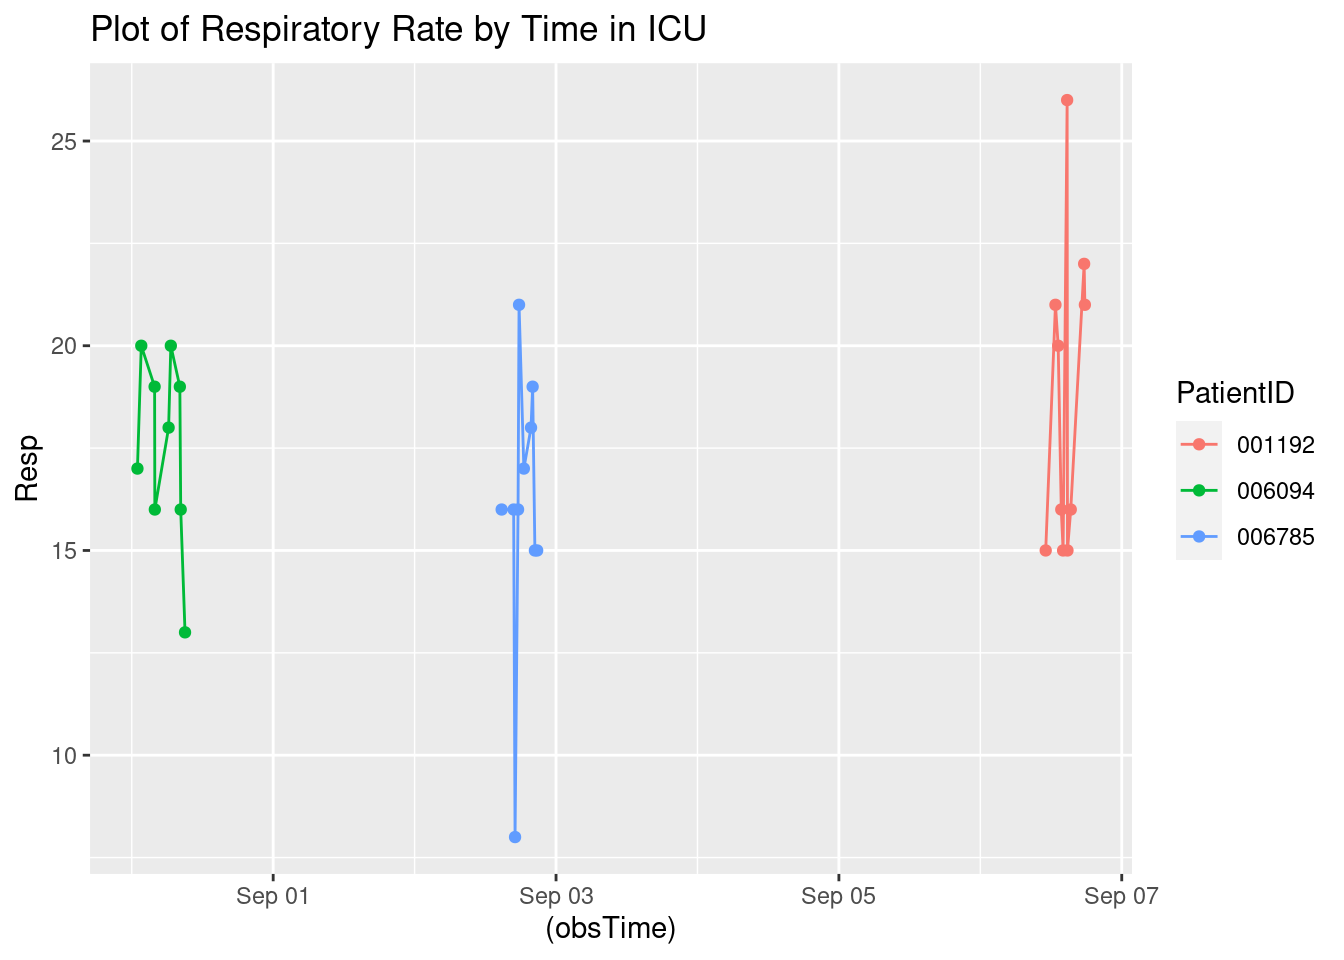 Plot of Respiratory Rate by Time in ICU
25
20
15
10
Resp
Sep 01
Sep 03
Sep 05
Sep 07
(obsTime)
PatientID
001192
006094
006785